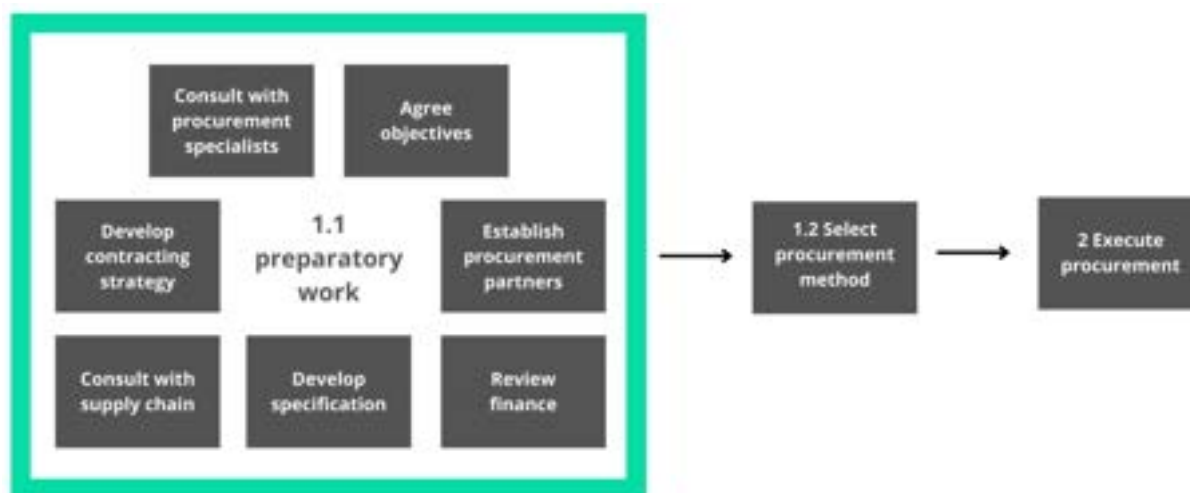 Consult with
procurement
specialists
Agree
objectives
Develop
contracting
strategy
1.1
preparatory
work
Establish
procurement
partners
Consult with
supply chain
Develop
specification
Review
finance
1.2 Select
procurement
method
2 Execute
procurement